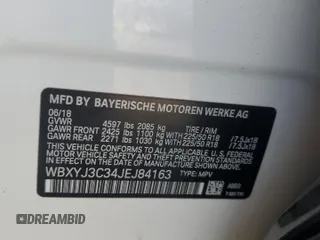 MFD BY BAYERISCHE MOTOREN WERKE AG
06/18
GVWR 4597 lbs 2085 kg TIRE / RIM
GAWR FRONT 2425 lbs 1100 kg 225/50 R18 /7.5Jx18
GAWR REAR 2271 lbs 1030 kg 225/50 R18 /7.5Jx18
THIS VEHICLE CONFORMS TO ALL APPLICABLE
FEDERAL MOTOR VEHICLE SAFETY, BUMPER, AND
THEFT PREVENTION STANDARDS IN EFFECT ON THE
DATE OF MANUFACTURE SHOWN ABOVE.
WBXYJ3C34JEJ84163 TYPE: MPV
DREAMBID